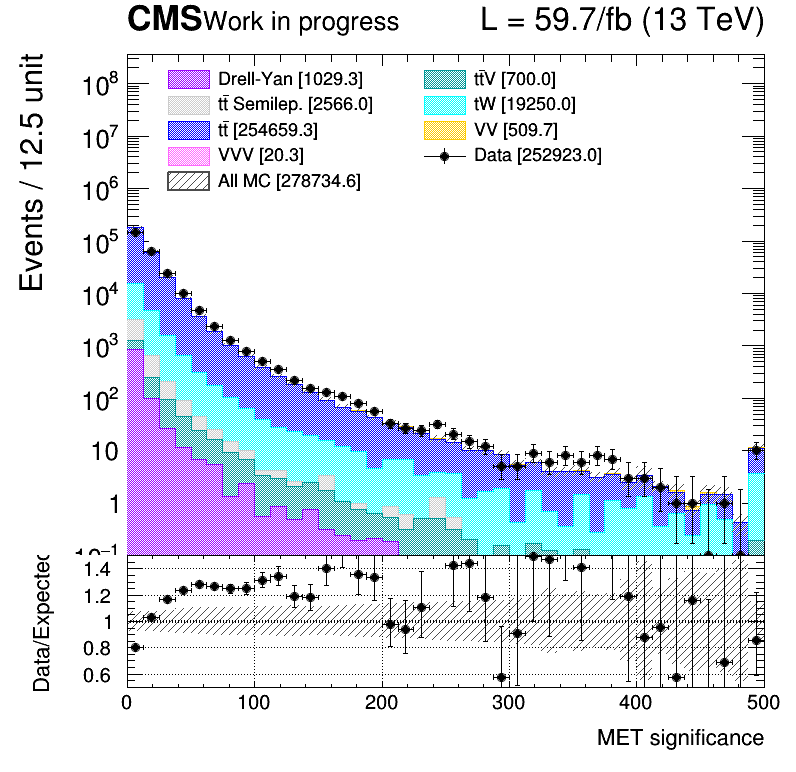 CMS Work in progress L = 59.7/fb (13 TeV)
Events / 12.5 unit
Drell-Yan [1029.3]
tt̄ Semilep. [2566.0]
tt̄ [254659.3]
VVV [20.3]
All MC [278734.6]
tt̄V [700.0]
tW [19250.0]
VV [509.7]
Data [252923.0]
10⁸
10⁷
10⁶
10⁵
10⁴
10³
10²
10
1
10⁻¹
Data/Expected
1.4
1.2
1
0.8
0.6
0 100 200 300 400 500
MET significance